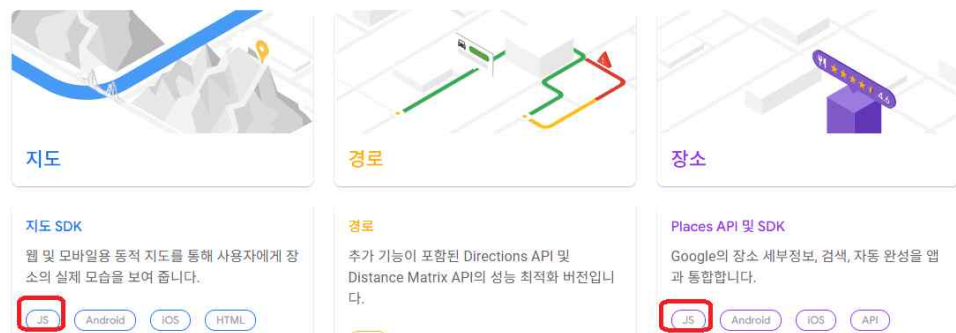 4.6
지도
경로
장소
지도 SDK
웹 및 모바일용 동적 지도를 통해 사용자에게 장
소의 실제 모습을 보여 줍니다.
JS Android iOS HTML
경로
추가 기능이 포함된 Directions API 및
Distance Matrix API의 성능 최적화 버전입니
다.
Places API 및 SDK
Google의 장소 세부정보, 검색, 자동 완성을 앱
과 통합합니다.
JS Android iOS API